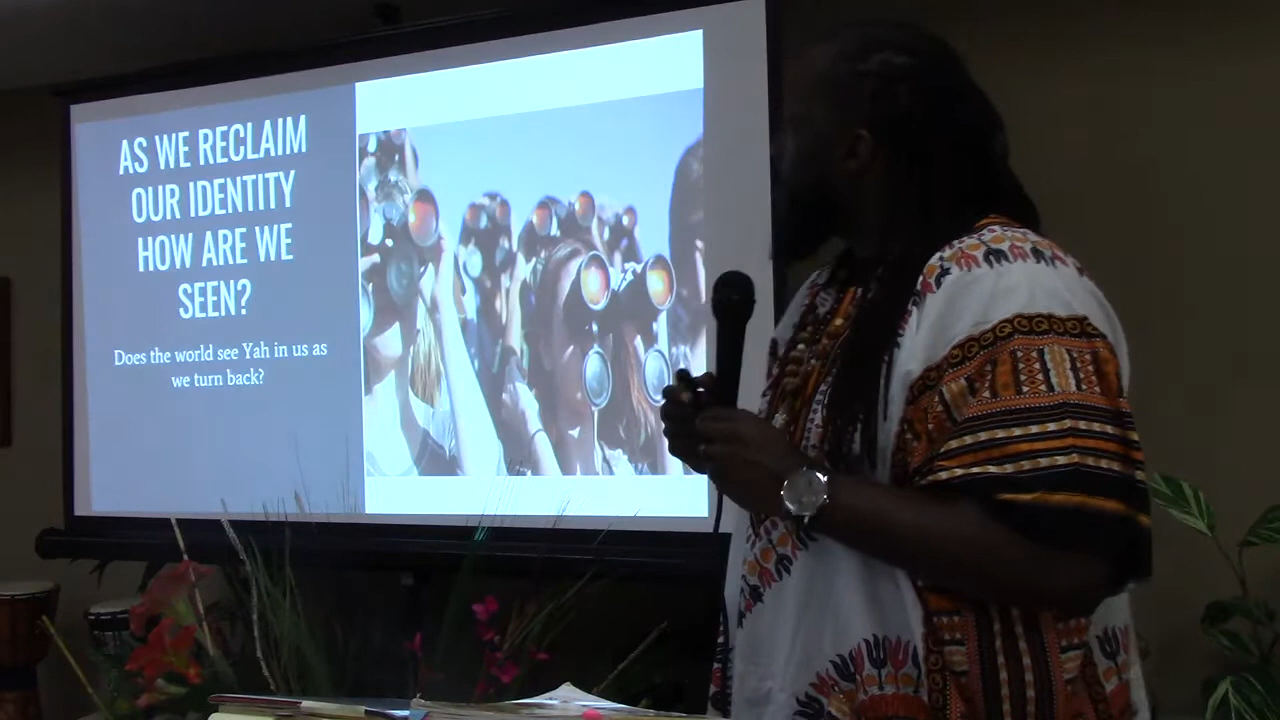 AS WE RECLAIM
OUR IDENTITY
HOW ARE WE
SEEN?
Does the world see Yah in us as
we turn back?